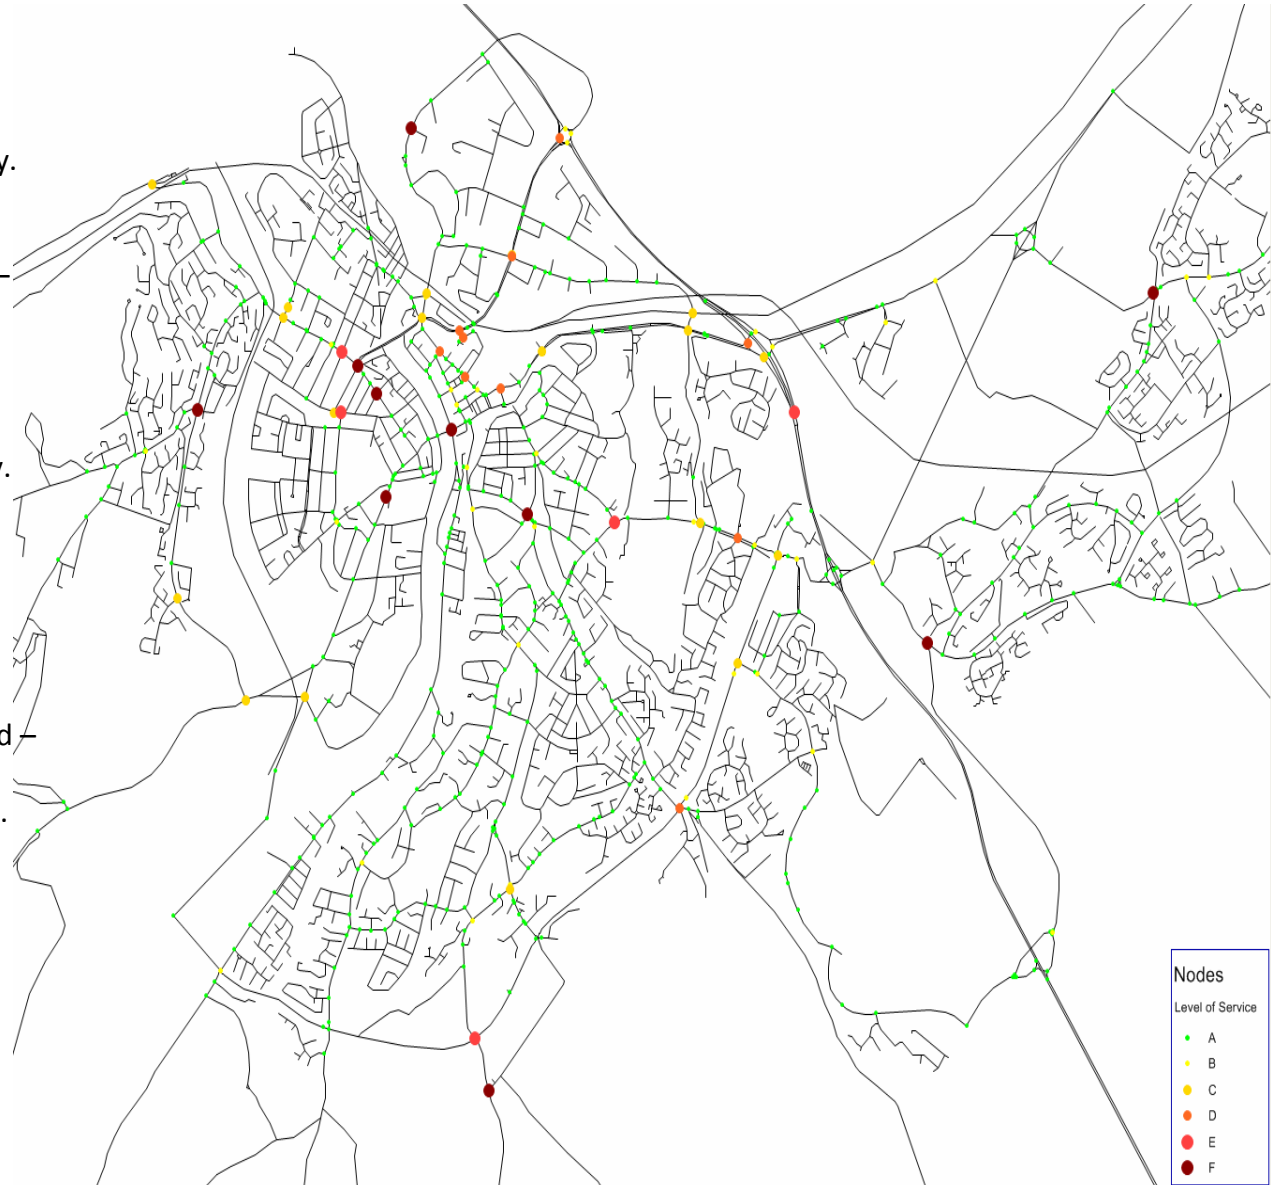 y.
–
y.
d –
.
Nodes
Level of Service
A
B
C
D
E
F